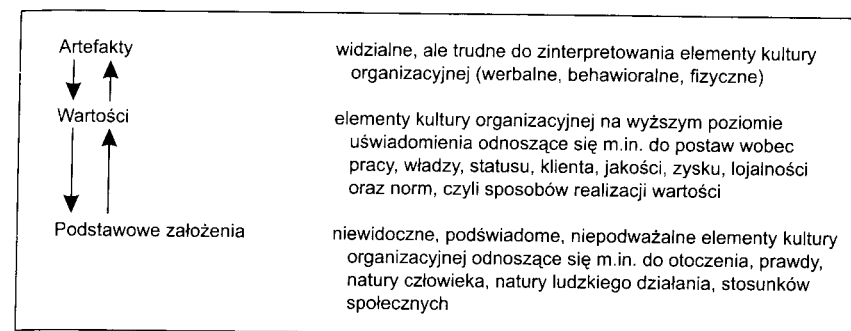 Artefakty
widzialne, ale trudne do zinterpretowania elementy kultury
organizacyjnej (werbalne, behawioralne, fizyczne)
Wartości
elementy kultury organizacyjnej na wyższym poziomie
uświadomienia odnoszące się m.in. do postaw wobec
pracy, władzy, statusu, klienta, jakości, zysku, lojalności
oraz norm, czyli sposobów realizacji wartości
Podstawowe założenia
niewidoczne, podświadome, niepodważalne elementy kultury
organizacyjnej odnoszące się m.in. do otoczenia, prawdy,
natury człowieka, natury ludzkiego działania, stosunków
społecznych